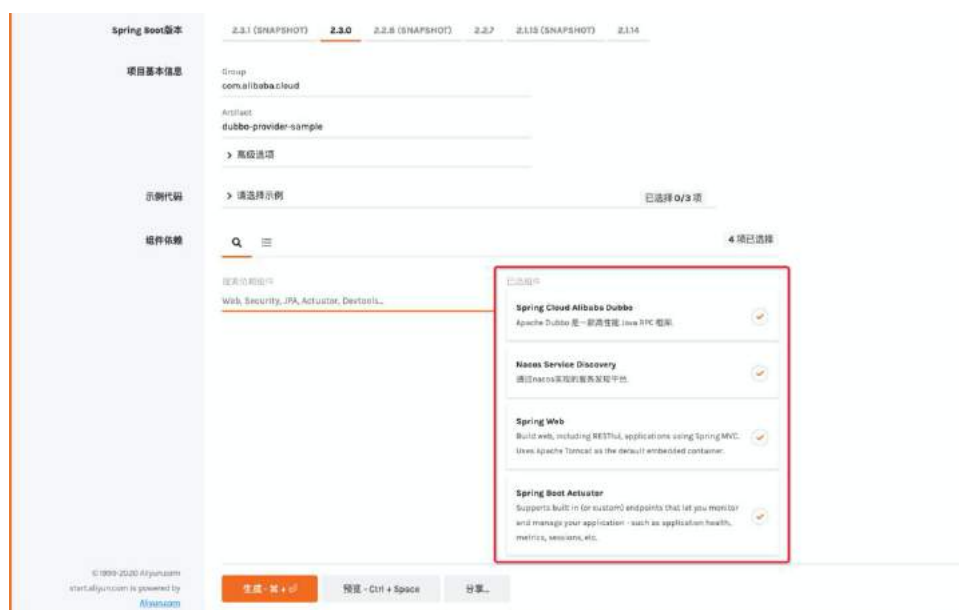 Spring Boot版本
2.3.1 (SNAPSHOT) 2.3.0 2.2.8 (SNAPSHOT) 2.2.7 2.1.15 (SNAPSHOT) 2.1.14
项目基本信息
Group
com.alibaba.cloud
Artifact
dubbo-provider-sample
> 高级选项
示例代码
> 请选择示例
已选择 0/3 项
组件依赖
4 项已选择
搜索依赖组件
Web, Security, JPA, Actuator, Devtools...
已选组件
Spring Cloud Alibaba Dubbo
Apache Dubbo 是一款高性能 Java RPC 框架.
Nacos Service Discovery
通过nacos实现的服务发现平台.
Spring Web
Build web, including RESTful, applications using Spring MVC.
Uses Apache Tomcat as the default embedded container.
Spring Boot Actuator
Supports built in (or custom) endpoints that let you monitor
and manage your application - such as application health,
metrics, sessions, etc.
© 1999-2020 Aliyun.com
start.aliyun.com is powered by
Aliyun.com
生成 - ⌘ + ⏎
预览 - Ctrl + Space
分享...